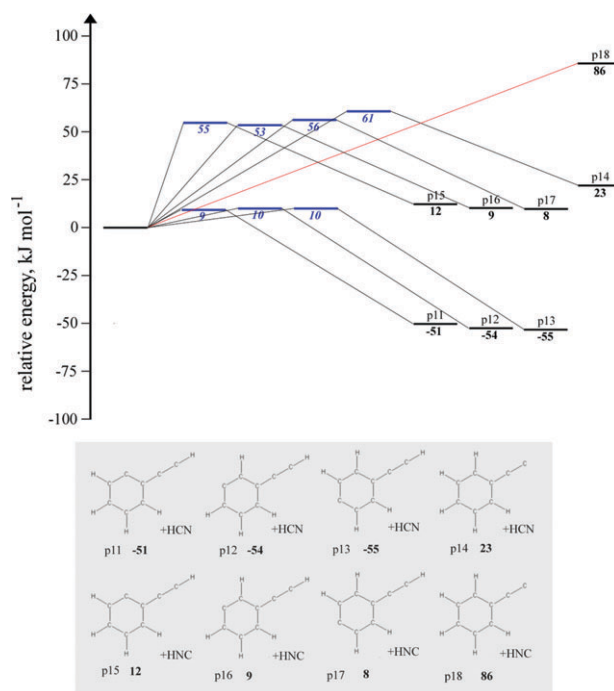 relative energy, kJ mol⁻¹
100
75
50
25
0
-25
-50
-75
-100
p18
86
55
53
56
61
p14
23
p15
12
p16
9
p17
8
9
10
10
p11
-51
p12
-54
p13
-55
+HCN
p11 -51
+HCN
p12 -54
+HCN
p13 -55
+HCN
p14 23
+HNC
p15 12
+HNC
p16 9
+HNC
p17 8
+HNC
p18 86